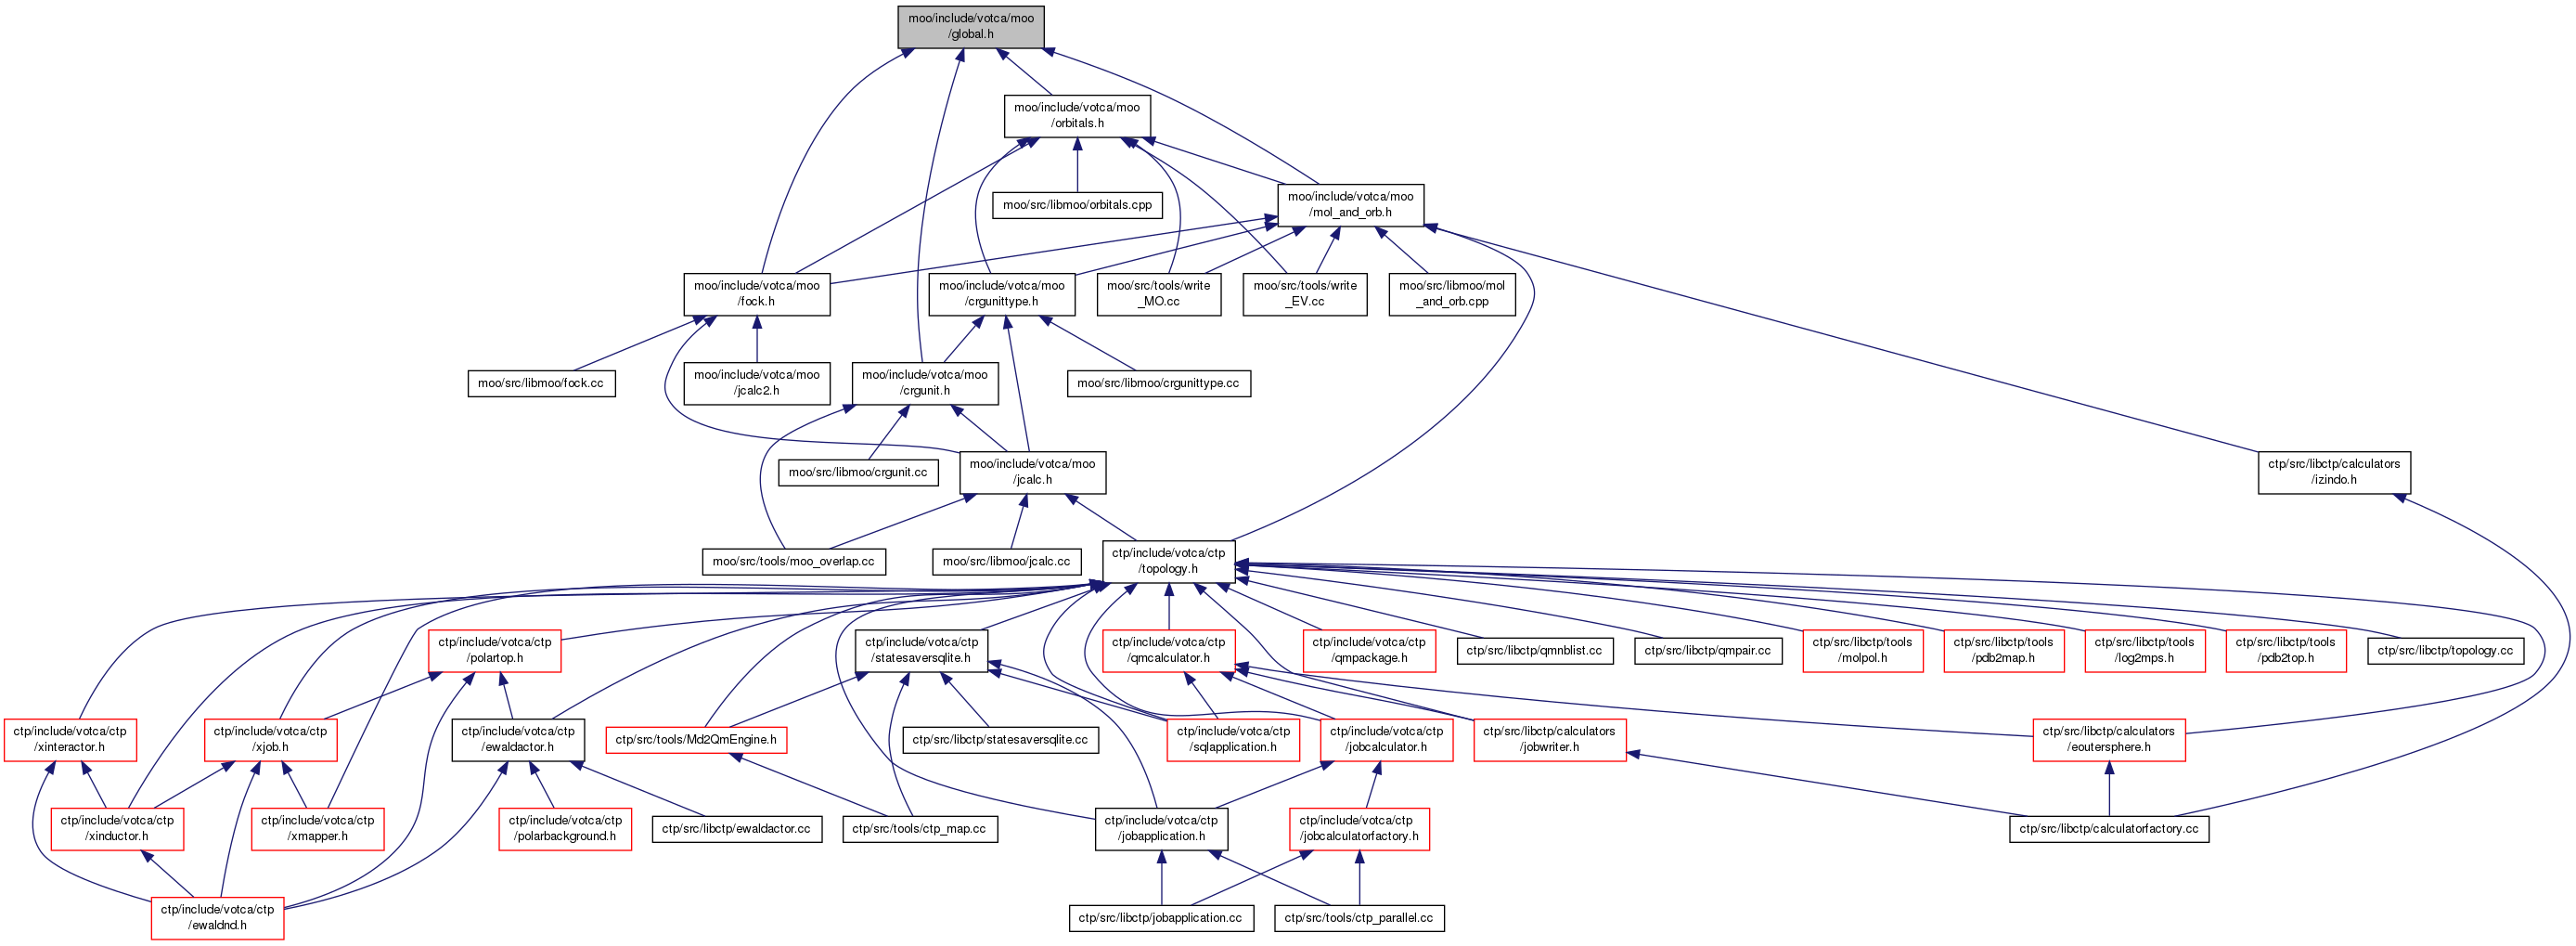 moo/include/votca/moo
/global.h
moo/include/votca/moo
/orbitals.h
moo/src/libmoo/orbitals.cpp
moo/include/votca/moo
/mol_and_orb.h
moo/include/votca/moo
/fock.h
moo/include/votca/moo
/crgunittype.h
moo/src/tools/write
_MO.cc
moo/src/tools/write
_EV.cc
moo/src/libmoo/mol
_and_orb.cpp
moo/src/libmoo/fock.cc
moo/include/votca/moo
/jcalc2.h
moo/include/votca/moo
/crgunit.h
moo/src/libmoo/crgunittype.cc
moo/src/libmoo/crgunit.cc
moo/include/votca/moo
/jcalc.h
ctp/src/libctp/calculators
/izindo.h
moo/src/tools/moo_overlap.cc
moo/src/libmoo/jcalc.cc
ctp/include/votca/ctp
/topology.h
ctp/include/votca/ctp
/polartop.h
ctp/include/votca/ctp
/statesaversqlite.h
ctp/include/votca/ctp
/qmcalculator.h
ctp/include/votca/ctp
/qmpackage.h
ctp/src/libctp/qmnblist.cc
ctp/src/libctp/qmpair.cc
ctp/src/libctp/tools
/molpol.h
ctp/src/libctp/tools
/pdb2map.h
ctp/src/libctp/tools
/log2mps.h
ctp/src/libctp/tools
/pdb2top.h
ctp/src/libctp/topology.cc
ctp/include/votca/ctp
/xinteractor.h
ctp/include/votca/ctp
/xjob.h
ctp/include/votca/ctp
/ewaldactor.h
ctp/src/tools/Md2QmEngine.h
ctp/src/libctp/statesaversqlite.cc
ctp/include/votca/ctp
/sqlapplication.h
ctp/include/votca/ctp
/jobcalculator.h
ctp/src/libctp/calculators
/jobwriter.h
ctp/src/libctp/calculators
/eoutersphere.h
ctp/include/votca/ctp
/xinductor.h
ctp/include/votca/ctp
/xmapper.h
ctp/include/votca/ctp
/polarbackground.h
ctp/src/libctp/ewaldactor.cc
ctp/src/tools/ctp_map.cc
ctp/include/votca/ctp
/jobapplication.h
ctp/include/votca/ctp
/jobcalculatorfactory.h
ctp/src/libctp/calculatorfactory.cc
ctp/include/votca/ctp
/ewaldnd.h
ctp/src/libctp/jobapplication.cc
ctp/src/tools/ctp_parallel.cc